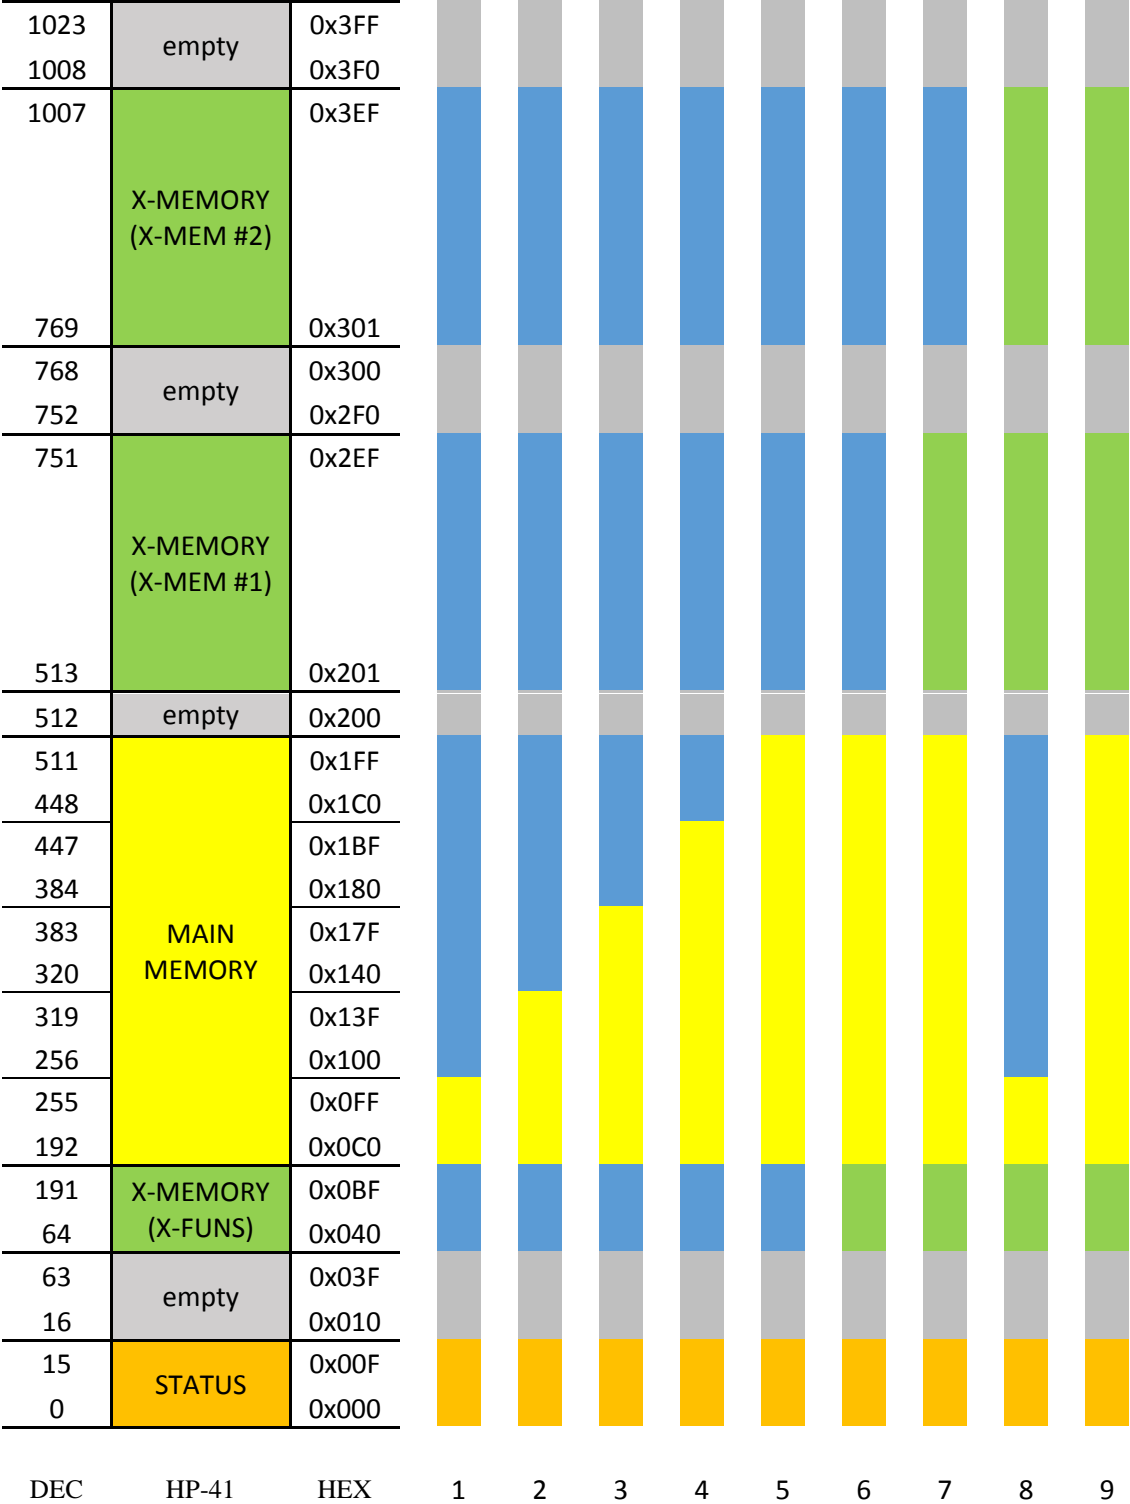 1023 empty 0x3FF
1008 0x3F0
1007 0x3EF
X-MEMORY
(X-MEM #2)
769 0x301
768 empty 0x300
752 0x2F0
751 0x2EF
X-MEMORY
(X-MEM #1)
513 0x201
512 empty 0x200
511 0x1FF
448 0x1C0
447 0x1BF
384 0x180
383 MAIN 0x17F
320 MEMORY 0x140
319 0x13F
256 0x100
255 0x0FF
192 0x0C0
191 X-MEMORY 0x0BF
64 (X-FUNS) 0x040
63 empty 0x03F
16 0x010
15 STATUS 0x00F
0 0x000
DEC HP-41 HEX 1 2 3 4 5 6 7 8 9